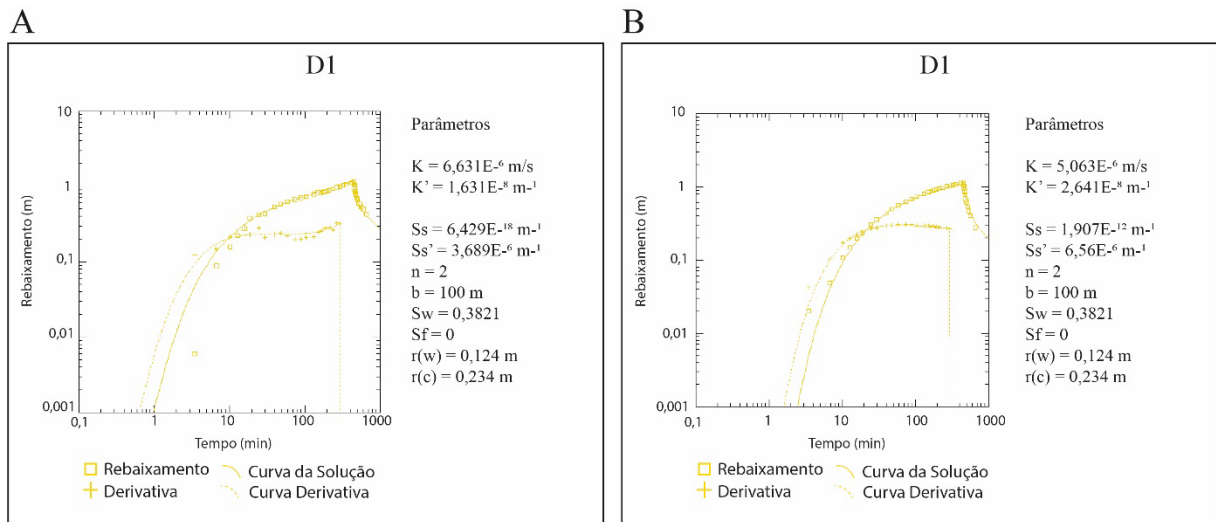 A
D1
10
1
0,1
0,01
0,001
Rebaixamento (m)
0,1
1
10
100
1000
Tempo (min)
Parâmetros
K = 6,631E-⁶ m/s
K' = 1,631E-⁸ m-¹
Ss = 6,429E-¹⁸ m-¹
Ss' = 3,689E-⁶ m-¹
n = 2
b = 100 m
Sw = 0,3821
Sf = 0
r(w) = 0,124 m
r(c) = 0,234 m
Rebaixamento
Curva da Solução
Derivativa
Curva Derivativa
B
D1
10
1
0,1
0,01
0,001
Rebaixamento (m)
0,1
1
10
100
1000
Tempo (min)
Parâmetros
K = 5,063E-⁶ m/s
K' = 2,641E-⁸ m-¹
Ss = 1,907E-¹² m-¹
Ss' = 6,56E-⁶ m-¹
n = 2
b = 100 m
Sw = 0,3821
Sf = 0
r(w) = 0,124 m
r(c) = 0,234 m
Rebaixamento
Curva da Solução
Derivativa
Curva Derivativa